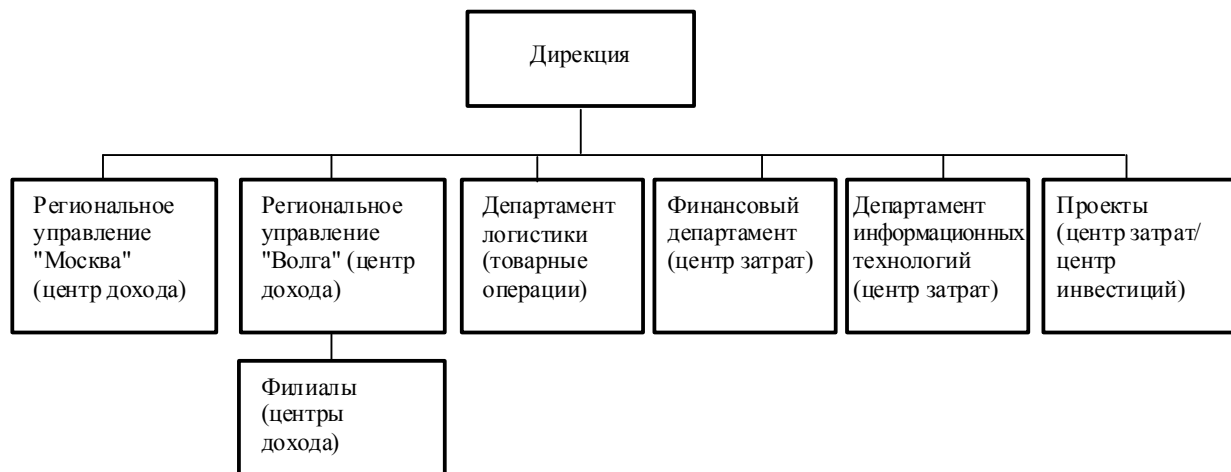 Дирекция
Региональное
управление
"Москва"
(центр дохода)
Региональное
управление
"Волга" (центр
дохода)
Департамент
логистики
(товарные
операции)
Финансовый
департамент
(центр затрат)
Департамент
информационных
технологий
(центр затрат)
Проекты
(центр затрат/
центр
инвестиций)
Филиалы
(центры
дохода)